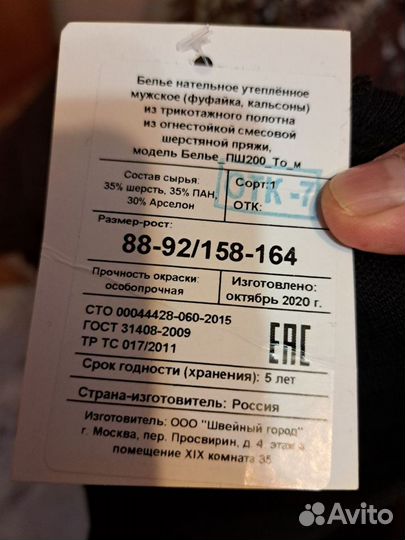 Белье нательное утеплённое
мужское (фуфайка, кальсоны)
из трикотажного полотна
из огнестойкой смесовой
шерстяной пряжи,
модель Белье_ПШ200_То_м
Состав сырья:
35% шерсть, 35% ПАН,
30% Арселон
Сорт:1
ОТК -7
ОТК:
Размер-рост:
88-92/158-164
Прочность окраски:
особопрочная
Изготовлено:
октябрь 2020 г.
СТО 00044428-060-2015
ГОСТ 31408-2009
ТР ТС 017/2011
EAC
Срок годности (хранения): 5 лет
Страна-изготовитель: Россия
Изготовитель: ООО "Швейный город"
г. Москва, пер. Просвирин, д. 4 этаж
помещение XIX комната 35
Avito